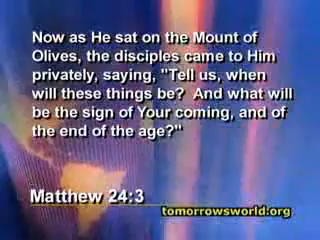 Now as He sat on the Mount of
Olives, the disciples came to Him
privately, saying, "Tell us, when
will these things be?  And what will
be the sign of Your coming, and of
the end of the age?"
Matthew 24:3
tomorrowsworld.org